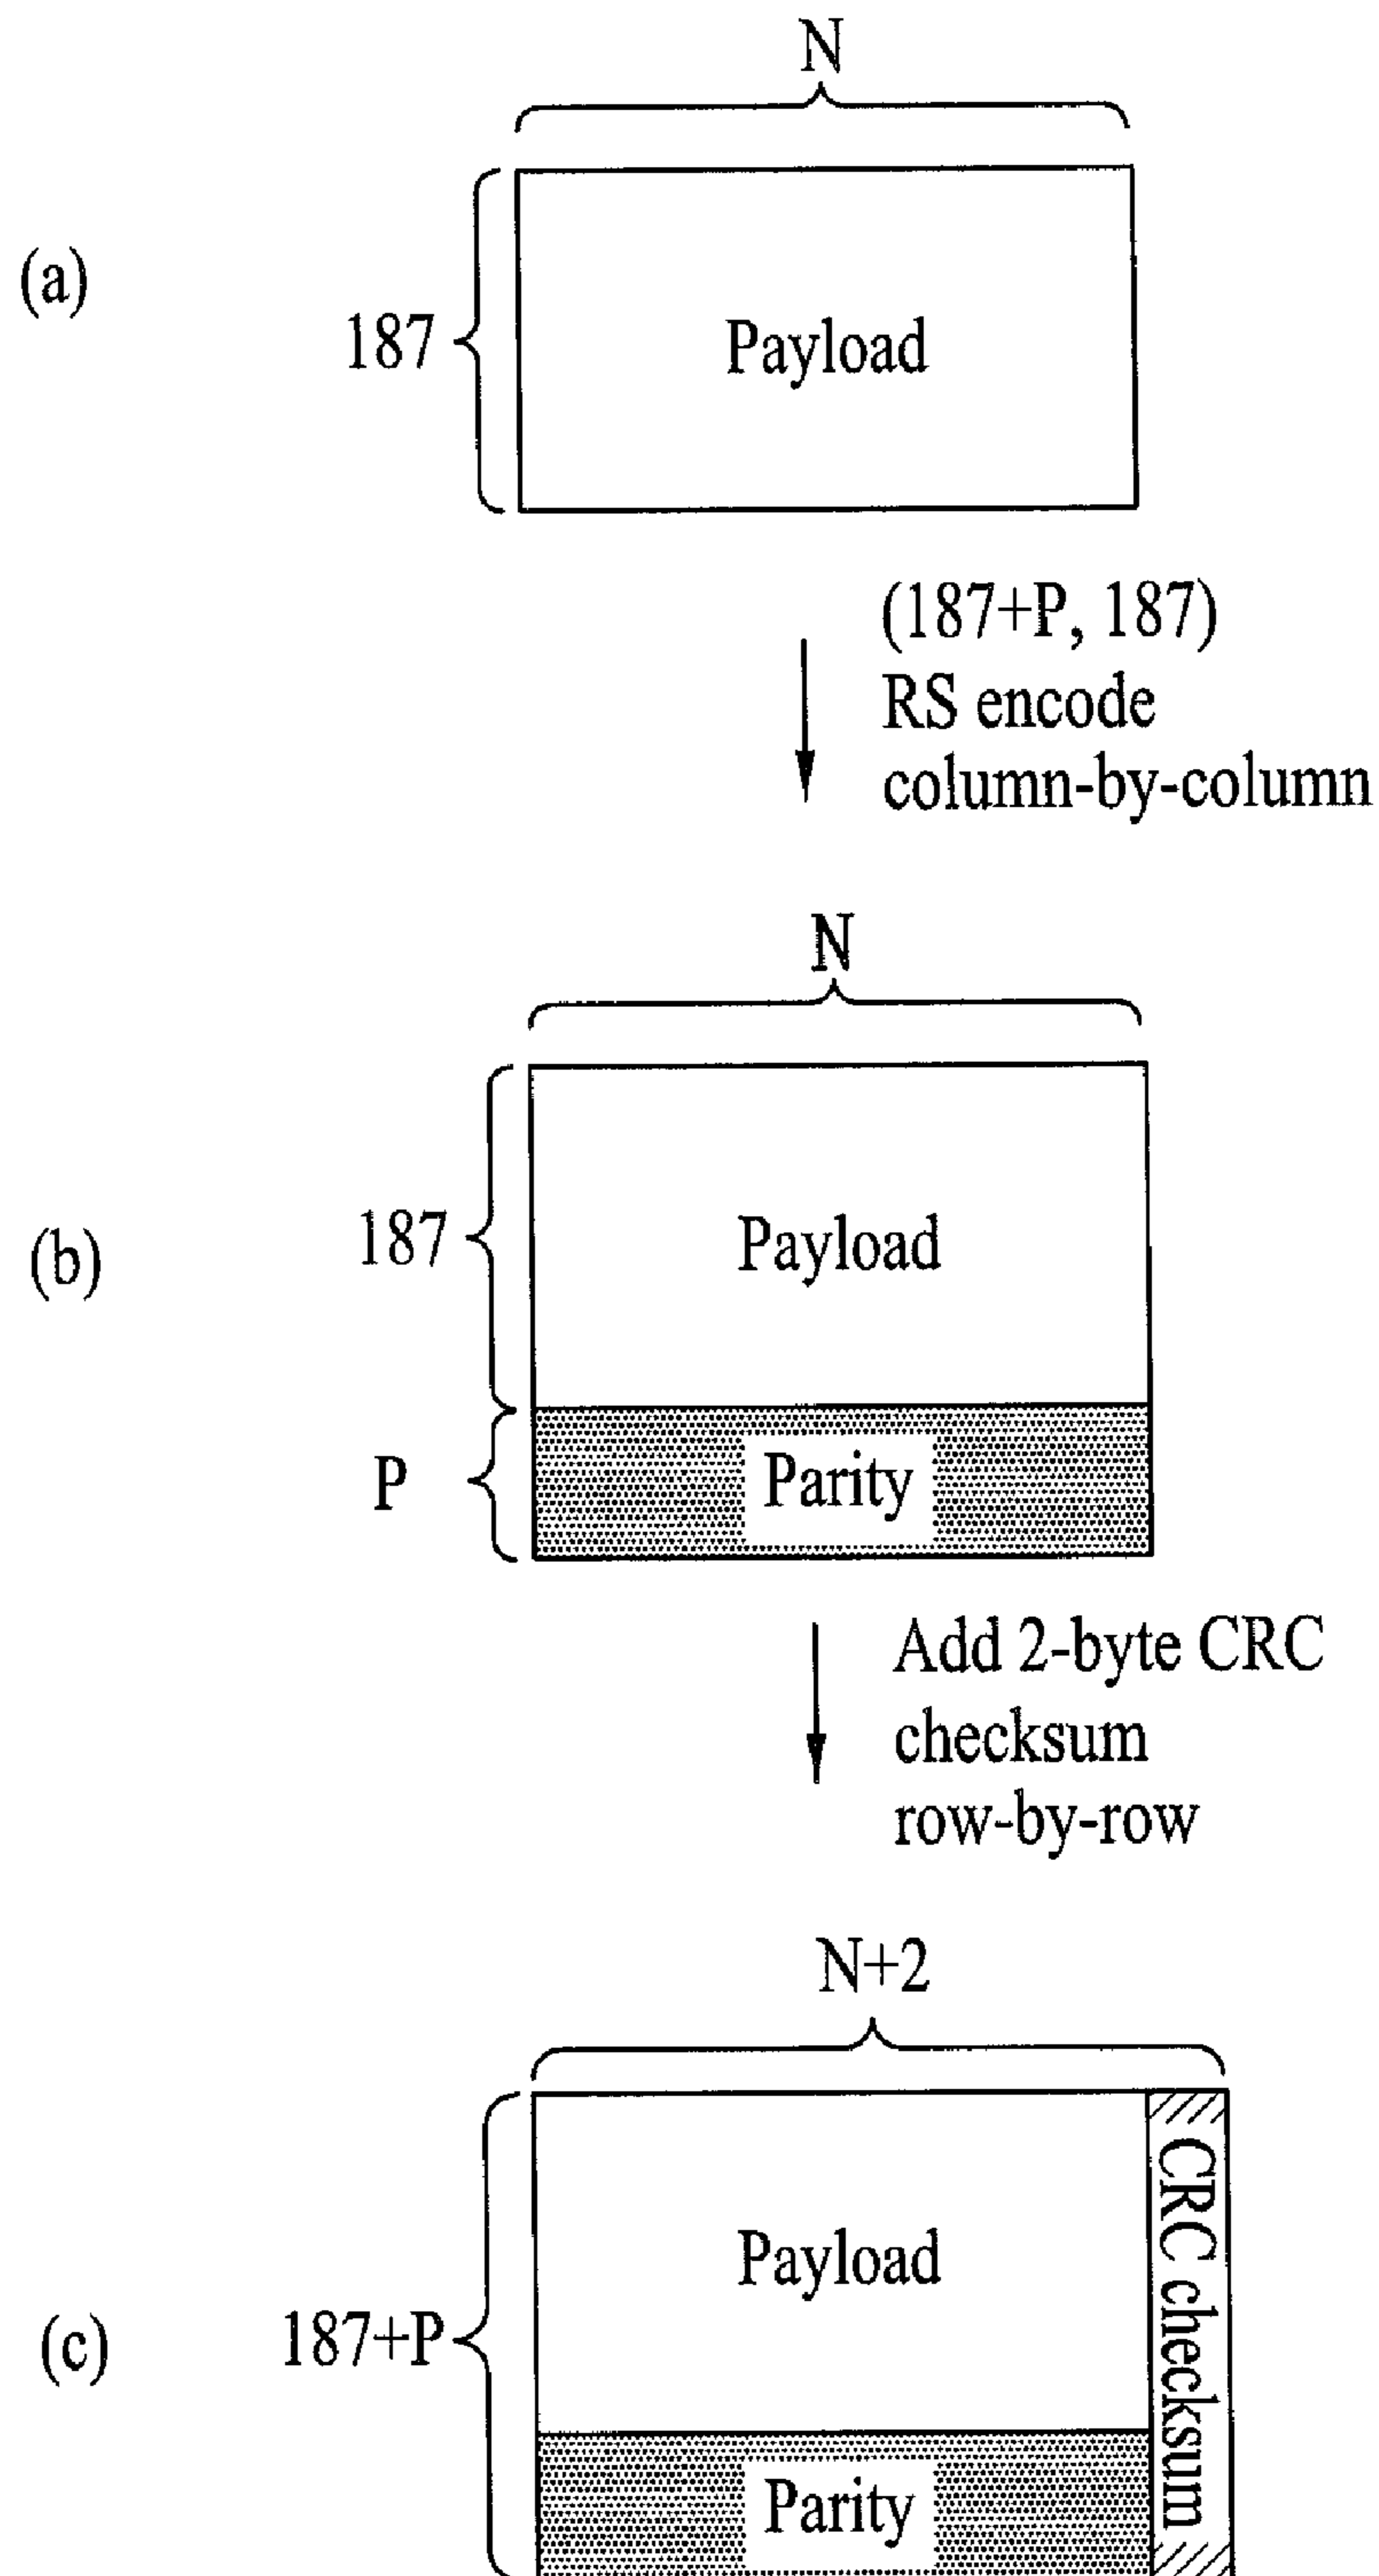 N
(a)
187
Payload
(187+P, 187)
RS encode
column-by-column
N
(b)
187
Payload
P
Parity
Add 2-byte CRC
checksum
row-by-row
N+2
(c)
187+P
Payload
CRC checksum
Parity